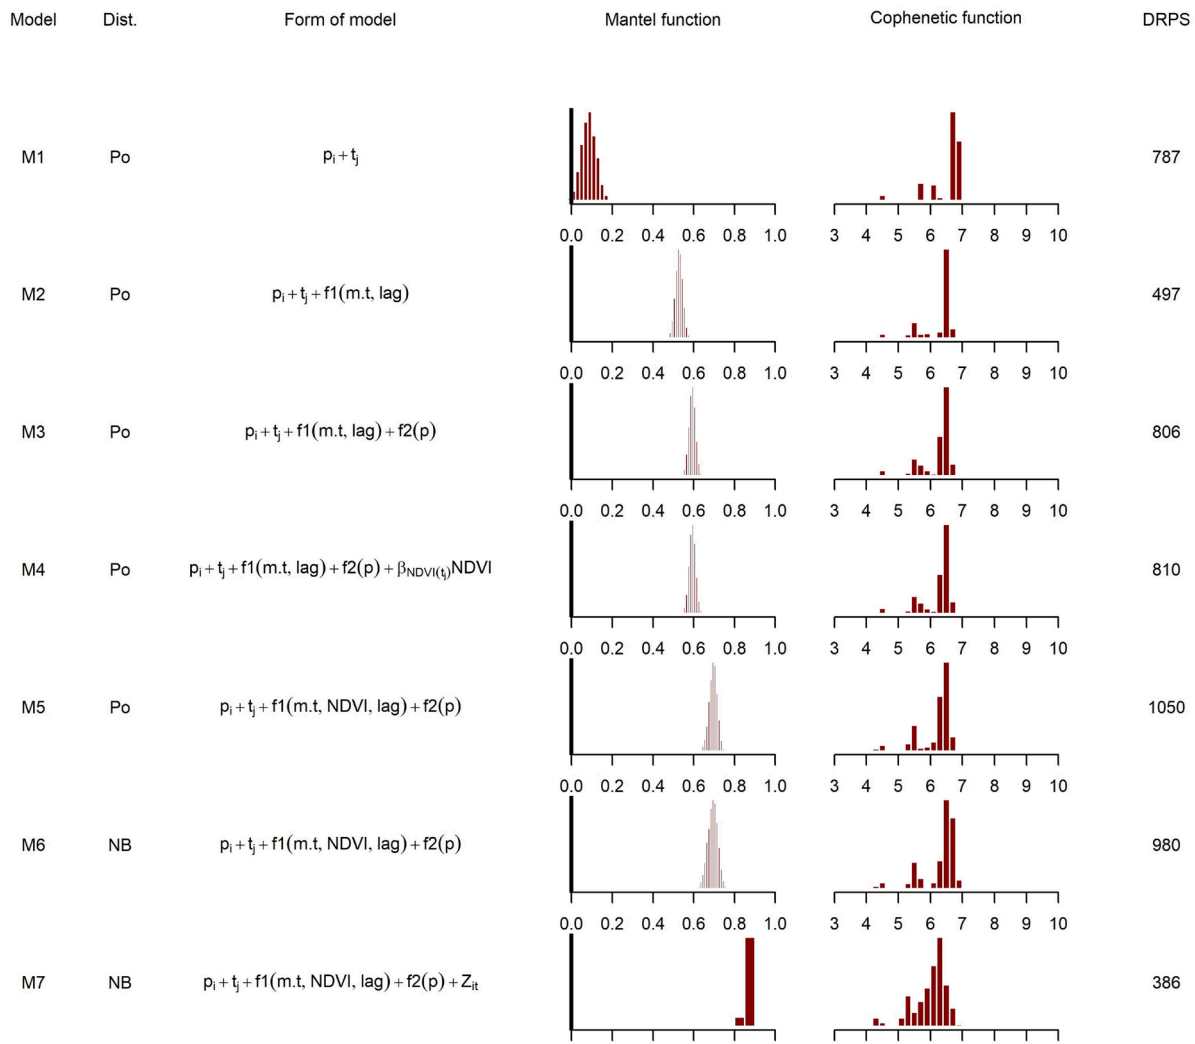 Model Dist. Form of model Mantel function Cophenetic function DRPS
M1 Po pᵢ + tⱼ 787
0.0 0.2 0.4 0.6 0.8 1.0 3 4 5 6 7 8 9 10
M2 Po pᵢ + tⱼ + f1(m.t, lag) 497
0.0 0.2 0.4 0.6 0.8 1.0 3 4 5 6 7 8 9 10
M3 Po pᵢ + tⱼ + f1(m.t, lag) + f2(p) 806
0.0 0.2 0.4 0.6 0.8 1.0 3 4 5 6 7 8 9 10
M4 Po pᵢ + tⱼ + f1(m.t, lag) + f2(p) + β_NDVI(tⱼ)NDVI 810
0.0 0.2 0.4 0.6 0.8 1.0 3 4 5 6 7 8 9 10
M5 Po pᵢ + tⱼ + f1(m.t, NDVI, lag) + f2(p) 1050
0.0 0.2 0.4 0.6 0.8 1.0 3 4 5 6 7 8 9 10
M6 NB pᵢ + tⱼ + f1(m.t, NDVI, lag) + f2(p) 980
0.0 0.2 0.4 0.6 0.8 1.0 3 4 5 6 7 8 9 10
M7 NB pᵢ + tⱼ + f1(m.t, NDVI, lag) + f2(p) + Zᵢₜ 386